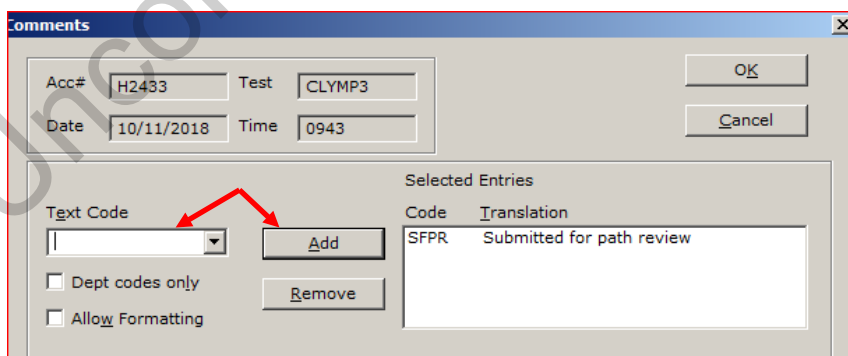 Comments
Acc# H2433 Test CLYMP3 OK
Date 10/11/2018 Time 0943 Cancel
Selected Entries
Text Code Code Translation
Add SFPR Submitted for path review
Dept codes only
Remove
Allow Formatting